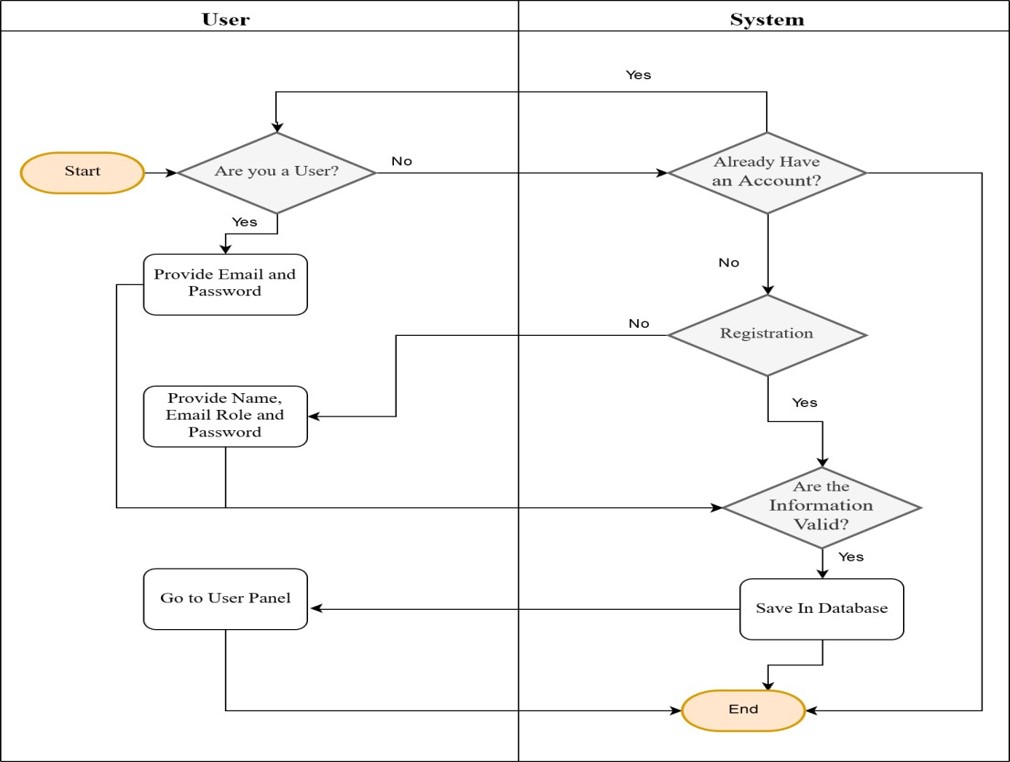 User
System
Yes
Start
Are you a User?
No
Already Have
an Account?
Yes
Provide Email and
Password
No
Registration
No
Provide Name,
Email Role and
Password
Yes
Are the
Information
Valid?
Yes
Go to User Panel
Save In Database
End